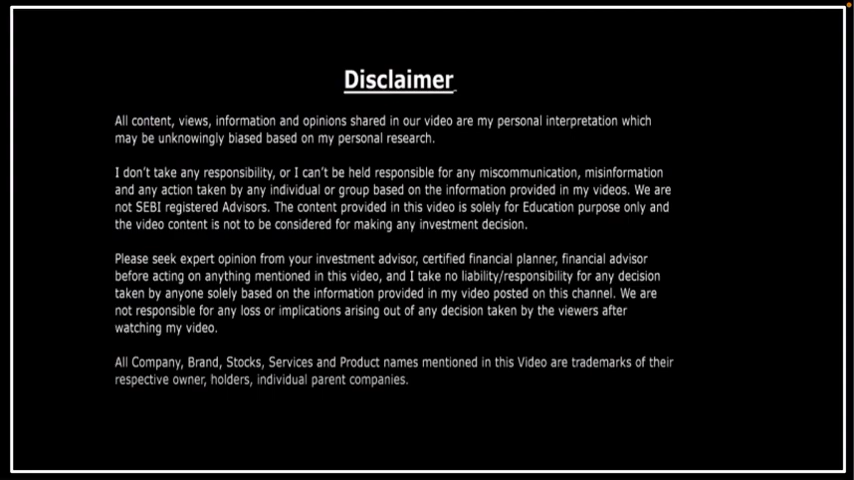 Disclaimer
All content, views, information and opinions shared in our video are my personal interpretation which
may be unknowingly biased based on my personal research.
I don't take any responsibility, or I can't be held responsible for any miscommunication, misinformation
and any action taken by any individual or group based on the information provided in my videos. We are
not SEBI registered Advisors. The content provided in this video is solely for Education purpose only and
the video content is not to be considered for making any investment decision.
Please seek expert opinion from your investment advisor, certified financial planner, financial advisor
before acting on anything mentioned in this video, and I take no liability/responsibility for any decision
taken by anyone solely based on the information provided in my video posted on this channel. We are
not responsible for any loss or implications arising out of any decision taken by the viewers after
watching my video.
All Company, Brand, Stocks, Services and Product names mentioned in this Video are trademarks of their
respective owner, holders, individual parent companies.